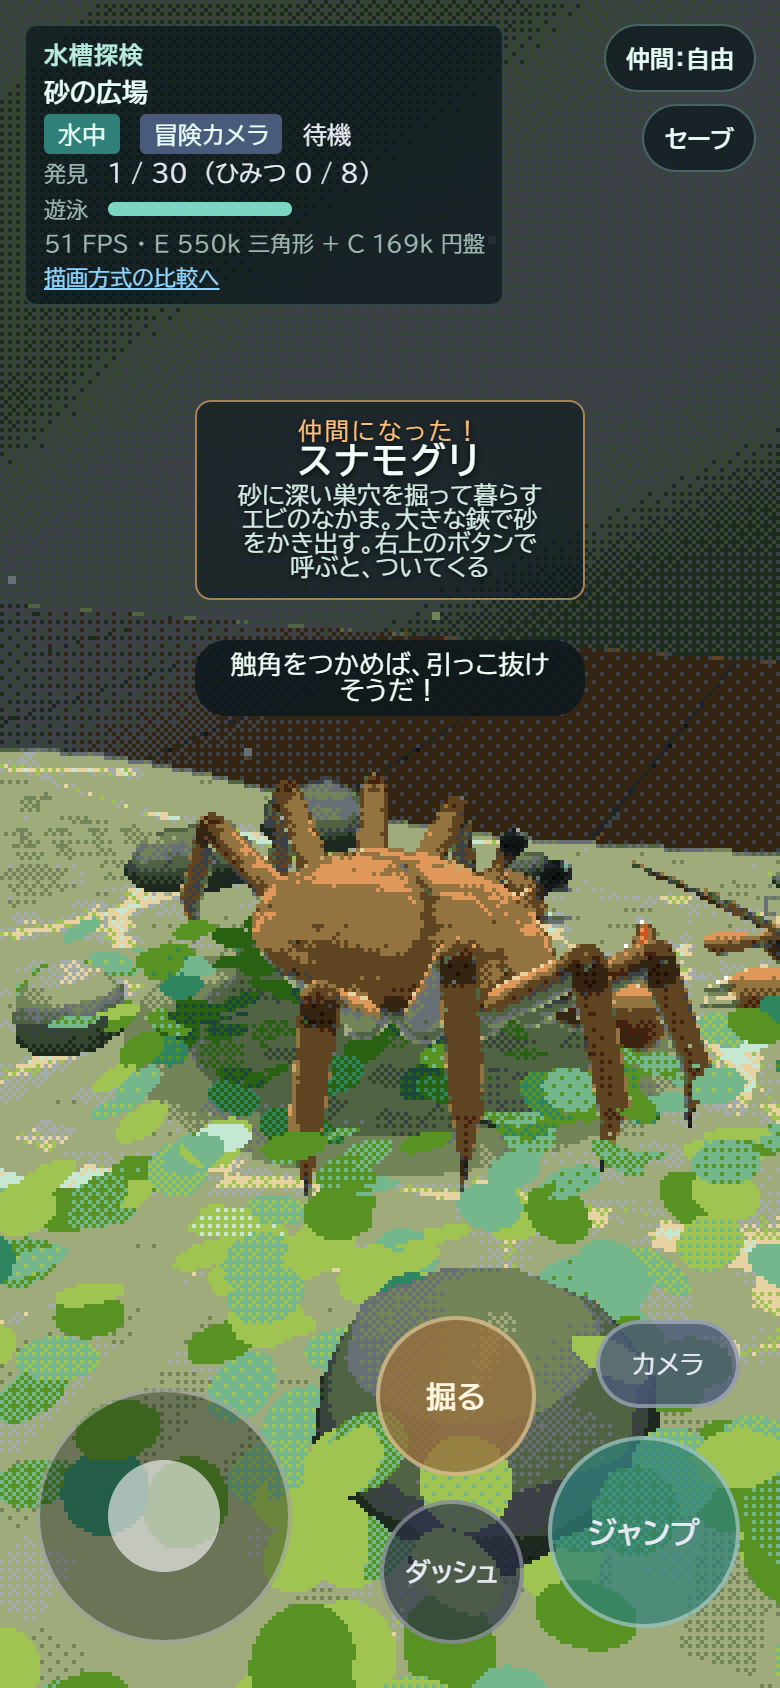 水槽探検
仲間：自由
砂の広場
水中 冒険カメラ 待機
セーブ
発見 1 / 30（ひみつ 0 / 8）
遊泳
51 FPS・E 550k 三角形 + C 169k 円盤
描画方式の比較へ
仲間になった！
スナモグリ
砂に深い巣穴を掘って暮らす
エビのなかま。大きな鋏で砂
をかき出す。右上のボタンで
呼ぶと、ついてくる
触角をつかめば、引っこ抜け
そうだ！
カメラ
掘る
ジャンプ
ダッシュ